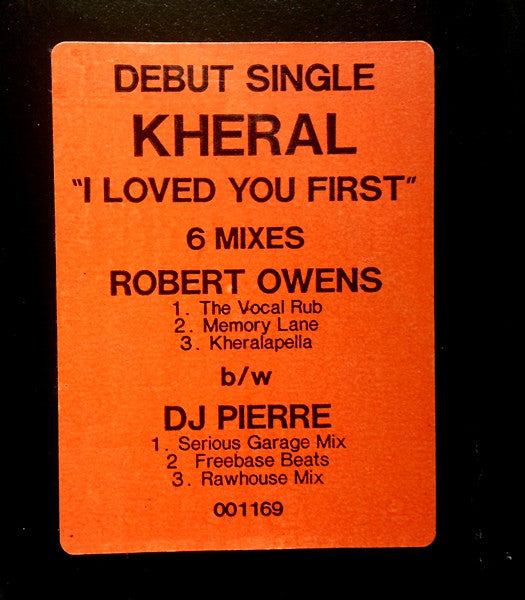 DEBUT SINGLE
KHERAL
"I LOVED YOU FIRST"
6 MIXES
ROBERT OWENS
1. The Vocal Rub
2. Memory Lane
3. Kheralapella
b/w
DJ PIERRE
1. Serious Garage Mix
2 Freebase Beats
3. Rawhouse Mix
001169